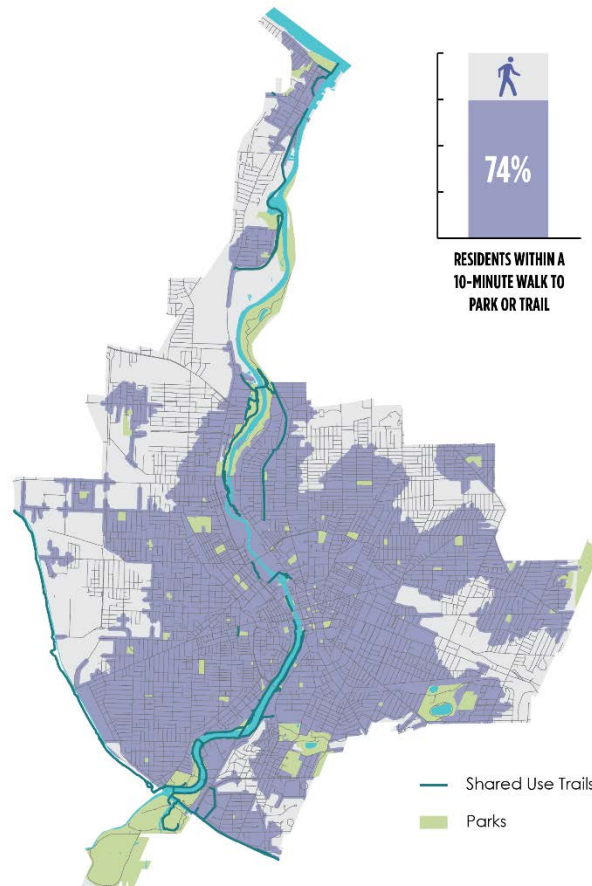 74%
RESIDENTS WITHIN A
10-MINUTE WALK TO
PARK OR TRAIL
Shared Use Trails
Parks